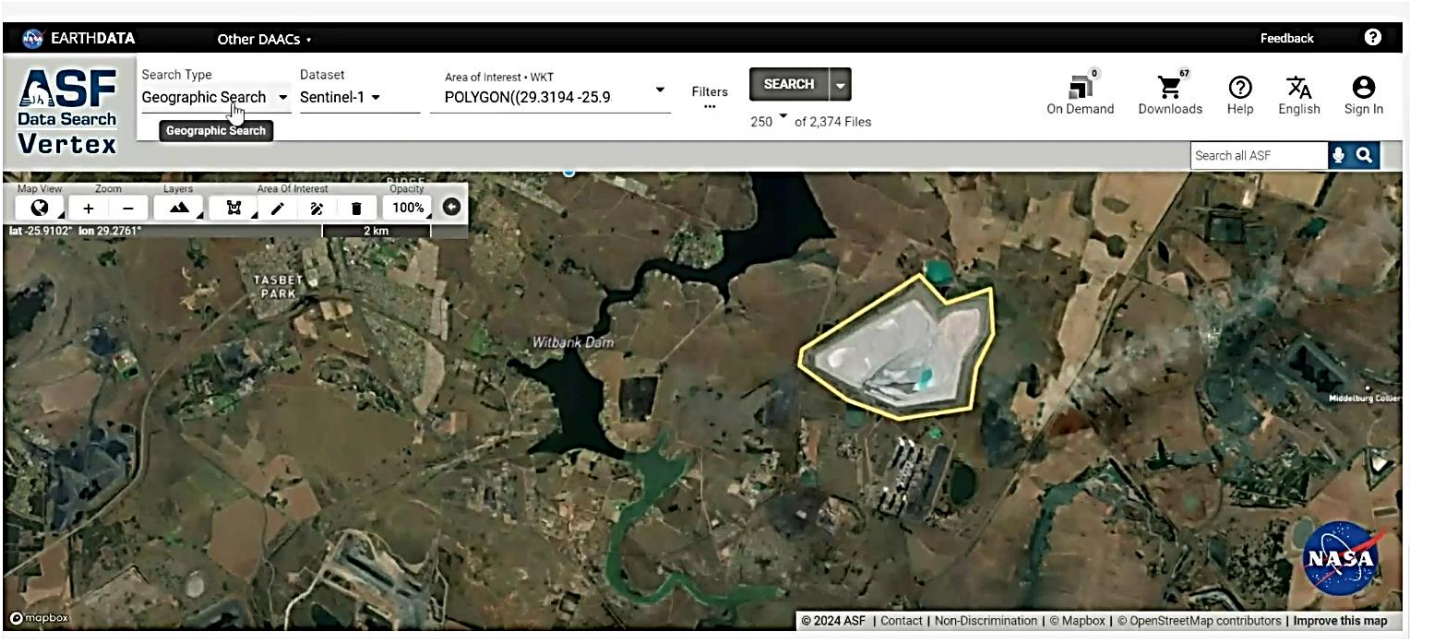 EARTHDATA Other DAACs Feedback ?
ASF
Data Search
Vertex
Search Type Dataset Area of Interest • WKT
Geographic Search Sentinel-1 POLYGON((29.3194 -25.9 Filters SEARCH
Geographic Search
250 of 2,374 Files
0 67
On Demand Downloads Help English Sign In
Search all ASF
Map View Zoom Layers Area Of Interest Opacity
+ − 100%
lat -25.9102° lon 29.2761° 2 km
TASBET
PARK
Witbank Dam
Middelburg Collier
NASA
mapbox
© 2024 ASF | Contact | Non-Discrimination | © Mapbox | © OpenStreetMap contributors | Improve this map